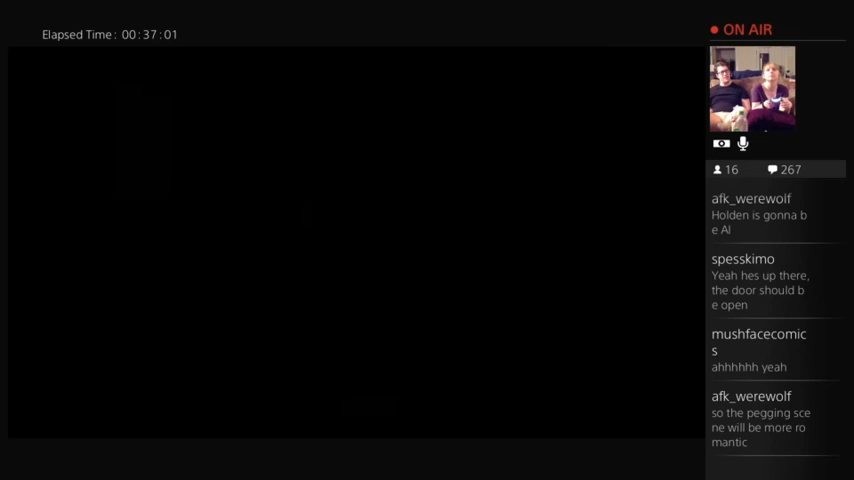 Elapsed Time: 00:37:01
ON AIR
16 267
afk_werewolf
Holden is gonna b
e AI
spesskimo
Yeah hes up there,
the door should b
e open
mushfacecomic
s
ahhhhhh yeah
afk_werewolf
so the pegging sce
ne will be more ro
mantic